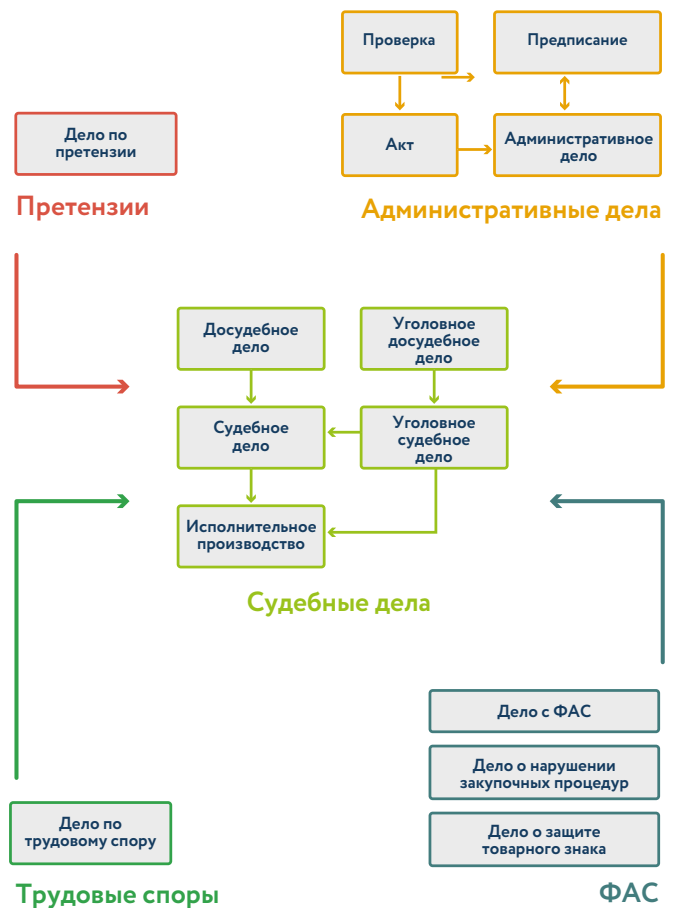 Проверка
Предписание
Дело по
претензии
Акт
Административное
дело
Претензии
Административные дела
Досудебное
дело
Уголовное
досудебное
дело
Судебное
дело
Уголовное
судебное
дело
Исполнительное
производство
Судебные дела
Дело с ФАС
Дело о нарушении
закупочных процедур
Дело по
трудовому спору
Дело о защите
товарного знака
Трудовые споры
ФАС